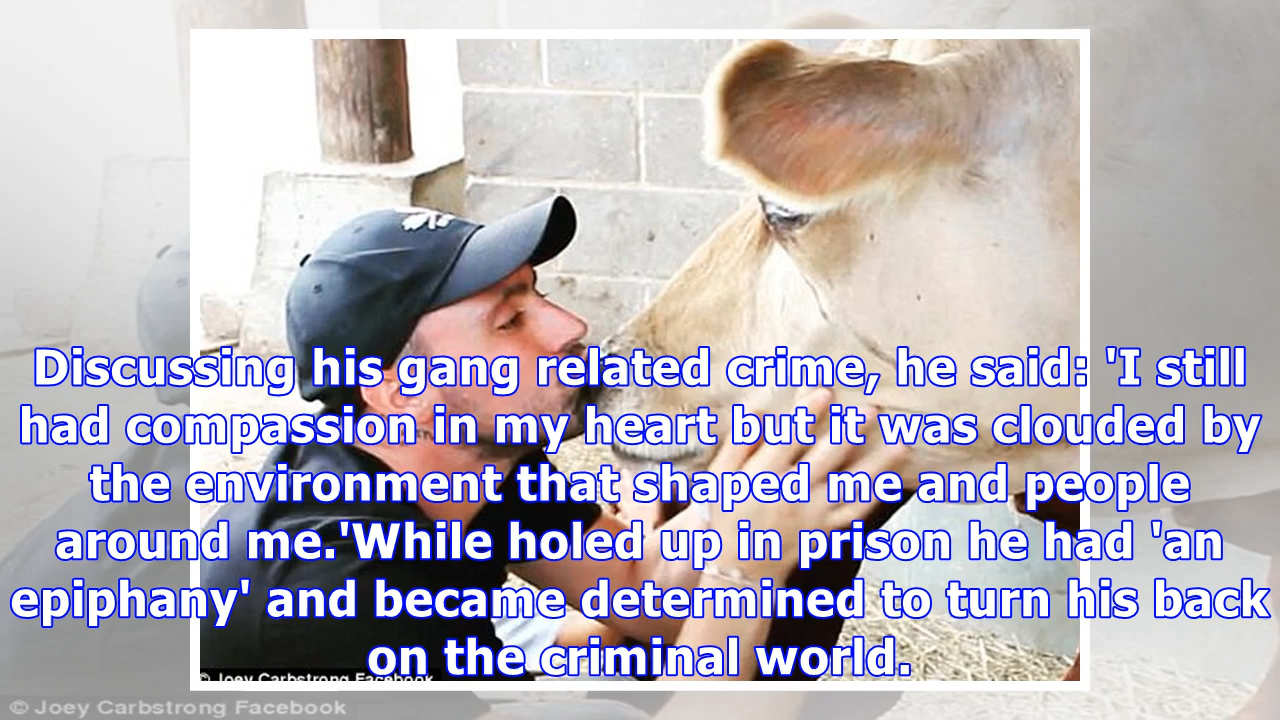 Discussing his gang related crime, he said: 'I still
had compassion in my heart but it was clouded by
the environment that shaped me and people
around me.'While holed up in prison he had 'an
epiphany' and became determined to turn his back
on the criminal world.
© Joey Carbstrong Facebook
© Joey Carbstrong Facebook